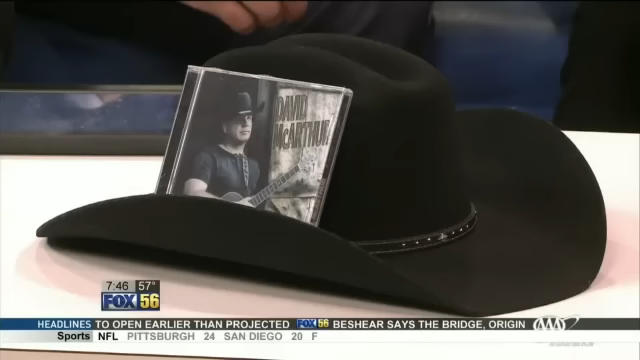 DAVID
McARTHUR
7:46 57°
FOX 56
HEADLINES TO OPEN EARLIER THAN PROJECTED FOX 56 BESHEAR SAYS THE BRIDGE, ORIGIN AAA
Sports NFL PITTSBURGH 24 SAN DIEGO 20 F